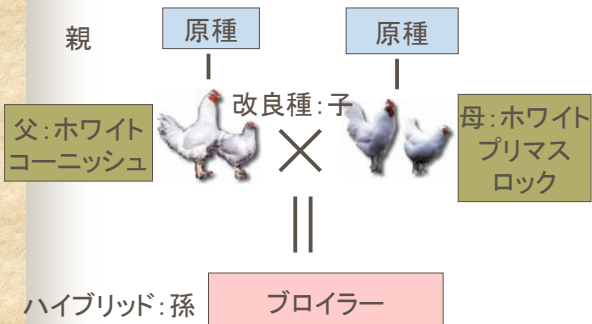 親
原種
原種
改良種:子
父:ホワイト
コーニッシュ
母:ホワイト
プリマス
ロック
ハイブリッド:孫
ブロイラー